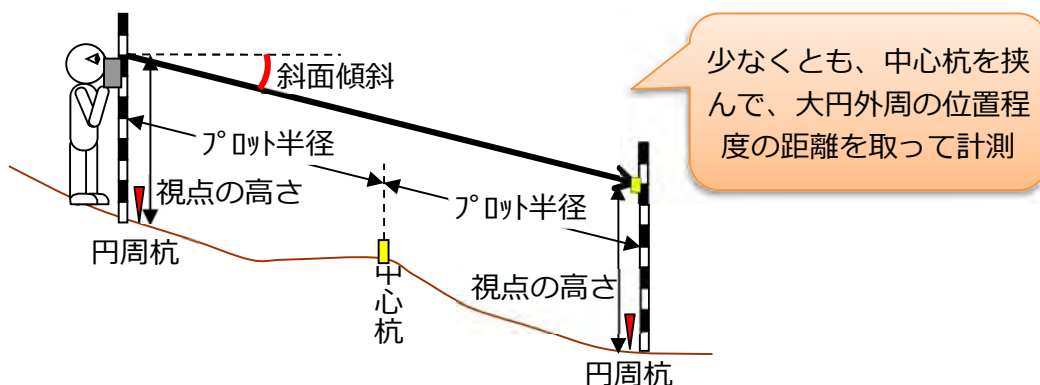 少なくとも、中心杭を挟
んで、大円外周の位置程
度の距離を取って計測
斜面傾斜
ﾌﾟﾛｯﾄ半径
視点の高さ
ﾌﾟﾛｯﾄ半径
円周杭
中心杭
視点の高さ
円周杭